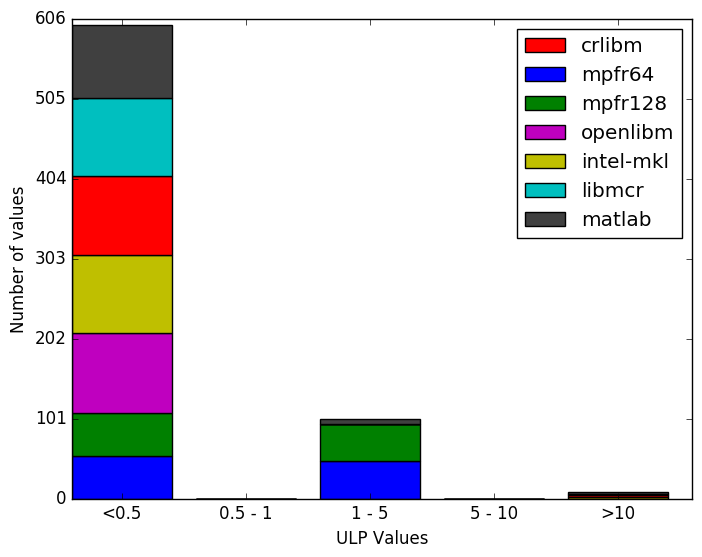 606
505
404
303
202
101
0
Number of values
crlibm
mpfr64
mpfr128
openlibm
intel-mkl
libmcr
matlab
<0.5
0.5 - 1
1 - 5
5 - 10
>10
ULP Values